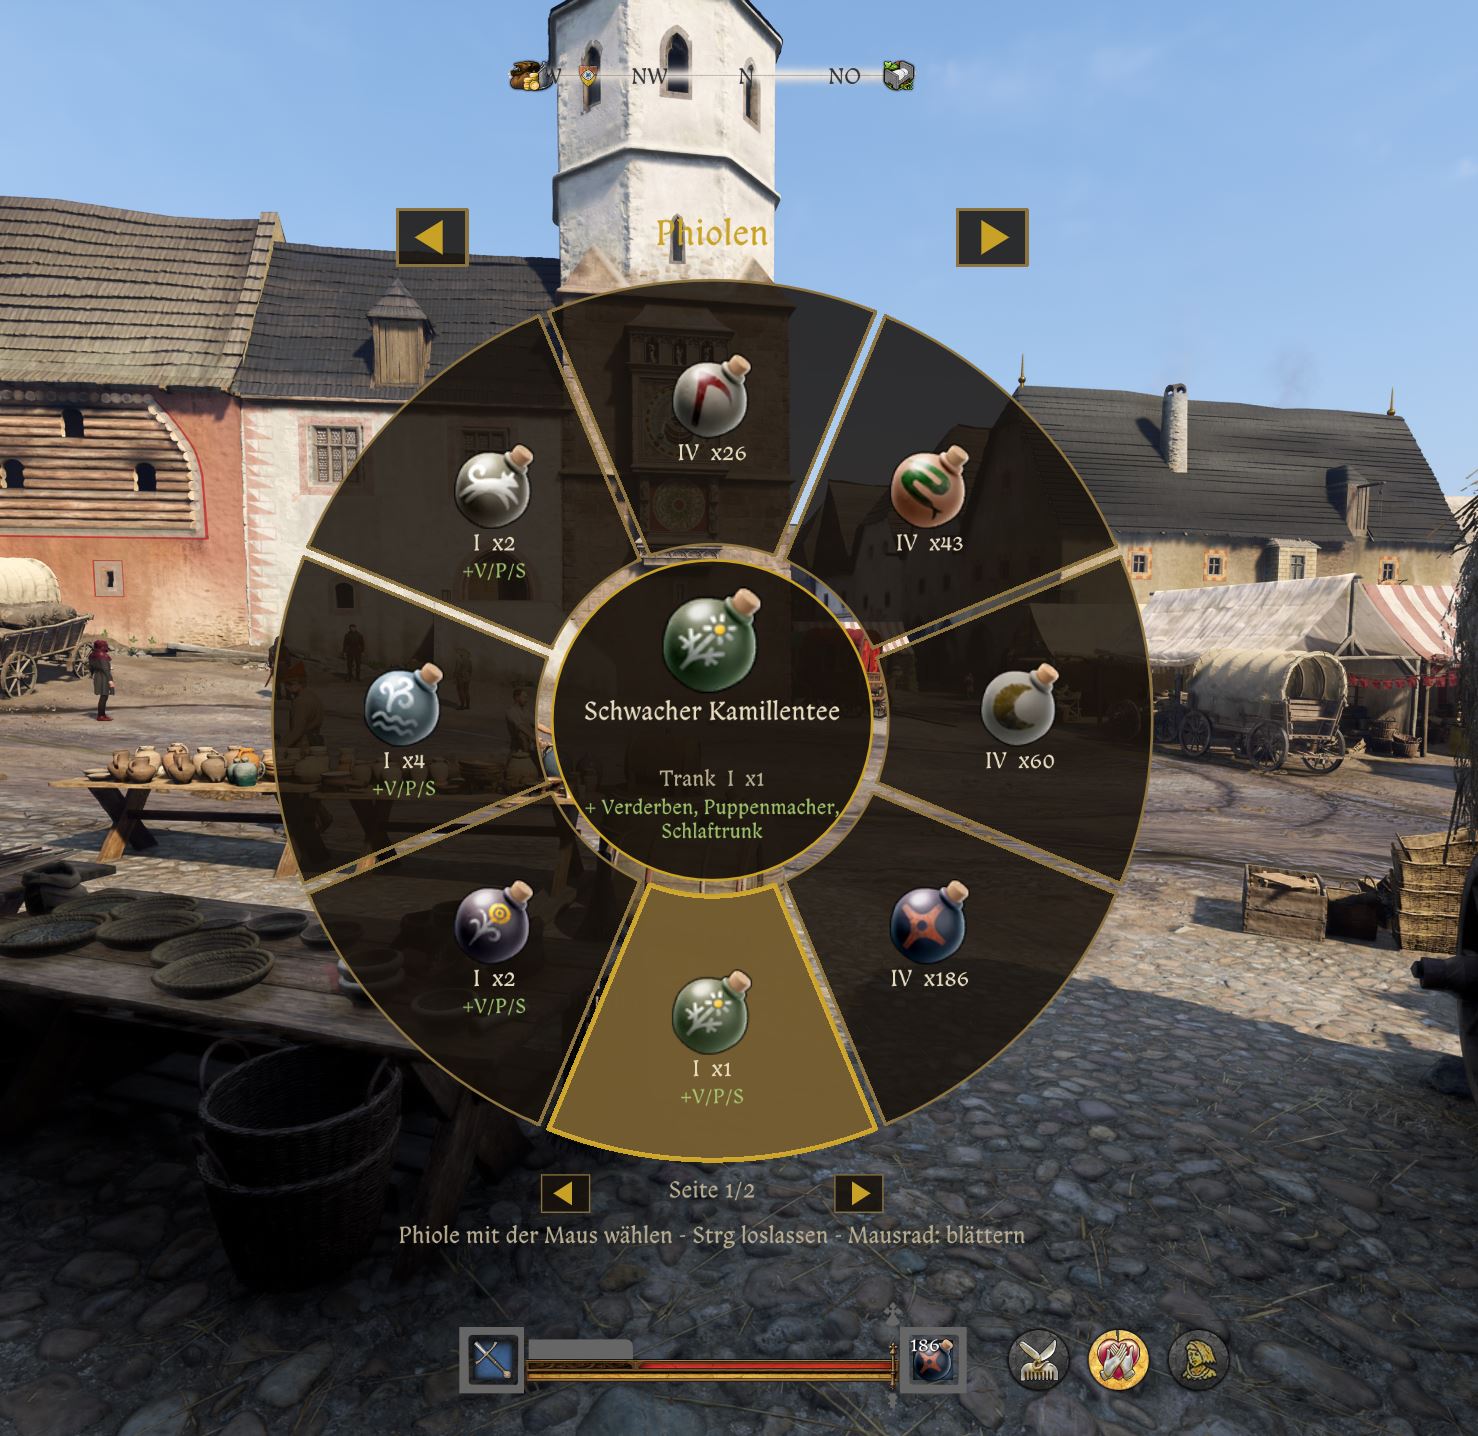 W NW N NO
Phiolen
IV x26
I x2
+V/P/S
IV x43
I x4
+V/P/S
Schwacher Kamillentee
Trank I x1
+ Verderben, Puppenmacher,
Schlaftrunk
IV x60
I x2
+V/P/S
IV x186
I x1
+V/P/S
Seite 1/2
Phiole mit der Maus wählen - Strg loslassen - Mausrad: blättern
186